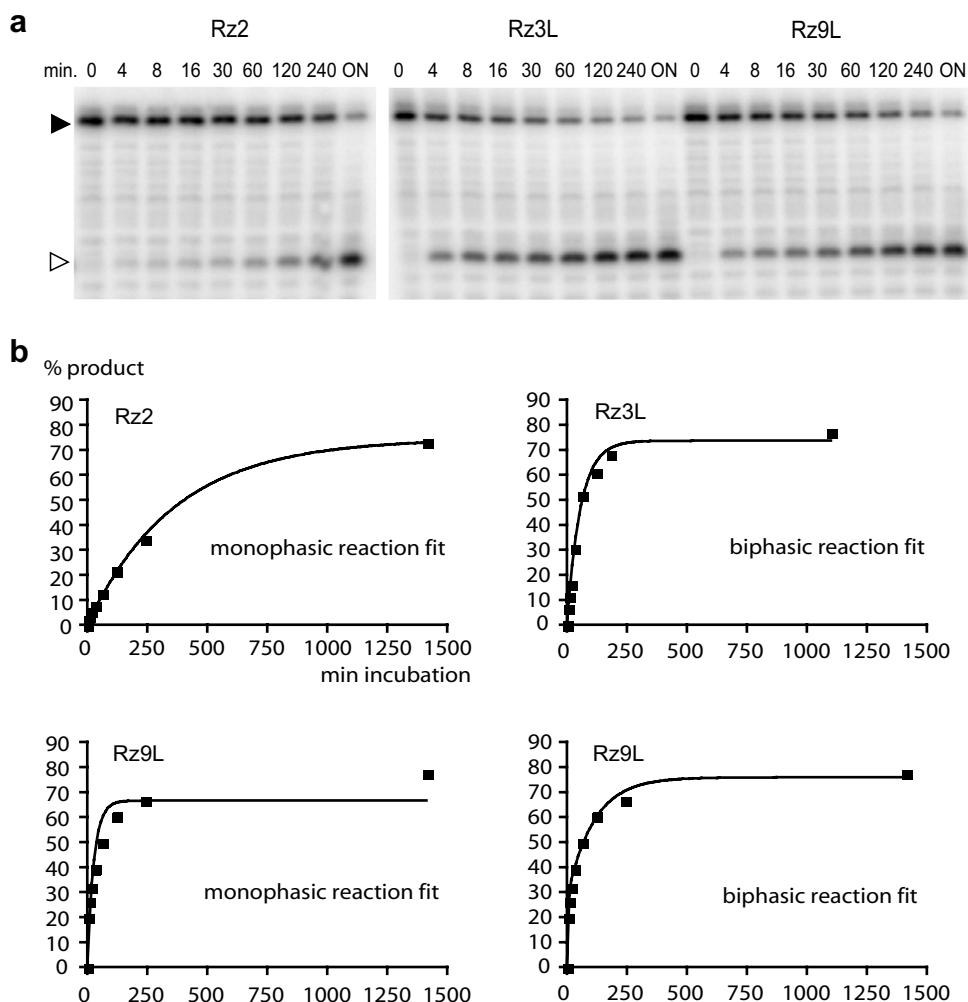 a
Rz2 Rz3L Rz9L
min. 0 4 8 16 30 60 120 240 ON 0 4 8 16 30 60 120 240 ON 0 4 8 16 30 60 120 240 ON
b
% product
90
80
70
60
50
40
30
20
10
0
Rz2
monophasic reaction fit
0 250 500 750 1000 1250 1500
min incubation
90
80
70
60
50
40
30
20
10
0
Rz3L
biphasic reaction fit
0 250 500 750 1000 1250 1500
90
80
70
60
50
40
30
20
10
0
Rz9L
monophasic reaction fit
0 250 500 750 1000 1250 1500
90
80
70
60
50
40
30
20
10
0
Rz9L
biphasic reaction fit
0 250 500 750 1000 1250 1500